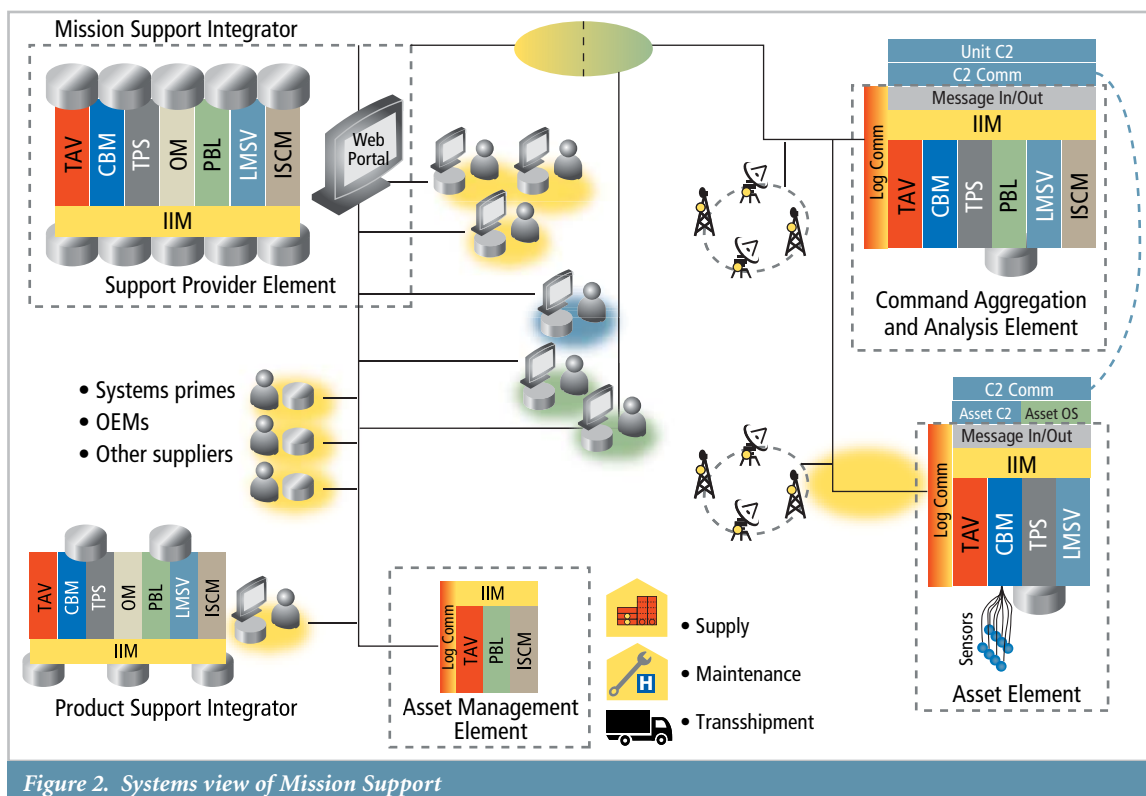 Mission Support Integrator
TAV
CBM
TPS
OM
PBL
LMSV
ISCM
IIM
Support Provider Element
Web
Portal
Unit C2
C2 Comm
Message In/Out
IIM
Log Comm
TAV
CBM
TPS
PBL
LMSV
ISCM
Command Aggregation
and Analysis Element
• Systems primes
• OEMs
• Other suppliers
C2 Comm
Asset C2
Asset OS
Message In/Out
IIM
Log Comm
TAV
CBM
TPS
LMSV
Sensors
Asset Element
TAV
CBM
TPS
OM
PBL
LMSV
ISCM
IIM
Product Support Integrator
IIM
Log Comm
TAV
PBL
ISCM
Asset Management
Element
• Supply
H
• Maintenance
• Transshipment
Figure 2. Systems view of Mission Support